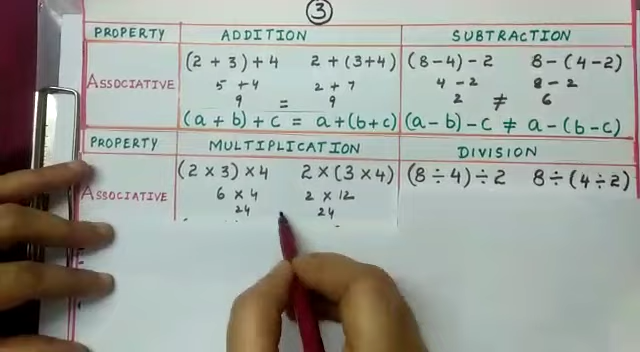 3
PROPERTY ADDITION SUBTRACTION
ASSOCIATIVE (2 + 3) + 4 2 + (3+4) (8-4) - 2 8 - (4-2)
5 + 4 2 + 7 4 - 2 8 - 2
9 = 9 2 ≠ 6
(a + b) + c = a + (b + c) (a - b) - c ≠ a - (b - c)
PROPERTY MULTIPLICATION DIVISION
ASSOCIATIVE (2 × 3) × 4 2 × (3 × 4) (8 ÷ 4) ÷ 2 8 ÷ (4 ÷ 2)
6 × 4 2 × 12
24 24